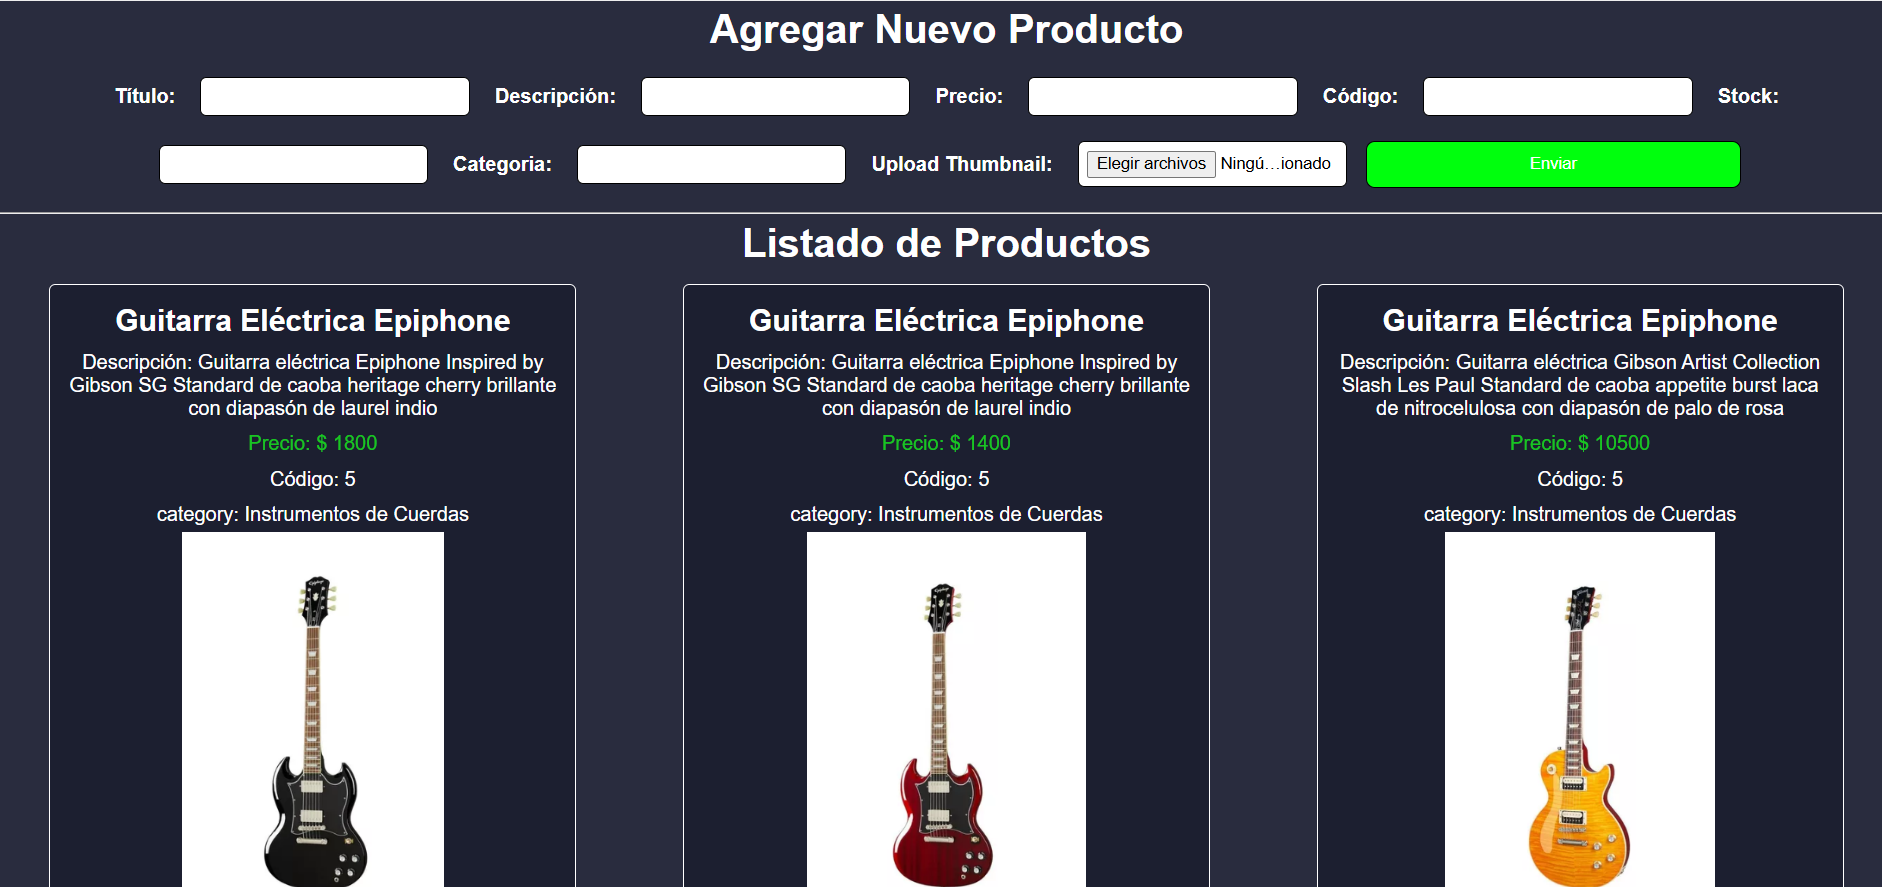 Agregar Nuevo Producto
Título: Descripción: Precio: Código: Stock:
Categoria: Upload Thumbnail: Elegir archivos Ningú…ionado Enviar
Listado de Productos
Guitarra Eléctrica Epiphone
Descripción: Guitarra eléctrica Epiphone Inspired by
Gibson SG Standard de caoba heritage cherry brillante
con diapasón de laurel indio
Precio: $ 1800
Código: 5
category: Instrumentos de Cuerdas
Guitarra Eléctrica Epiphone
Descripción: Guitarra eléctrica Epiphone Inspired by
Gibson SG Standard de caoba heritage cherry brillante
con diapasón de laurel indio
Precio: $ 1400
Código: 5
category: Instrumentos de Cuerdas
Guitarra Eléctrica Epiphone
Descripción: Guitarra eléctrica Gibson Artist Collection
Slash Les Paul Standard de caoba appetite burst laca
de nitrocelulosa con diapasón de palo de rosa
Precio: $ 10500
Código: 5
category: Instrumentos de Cuerdas